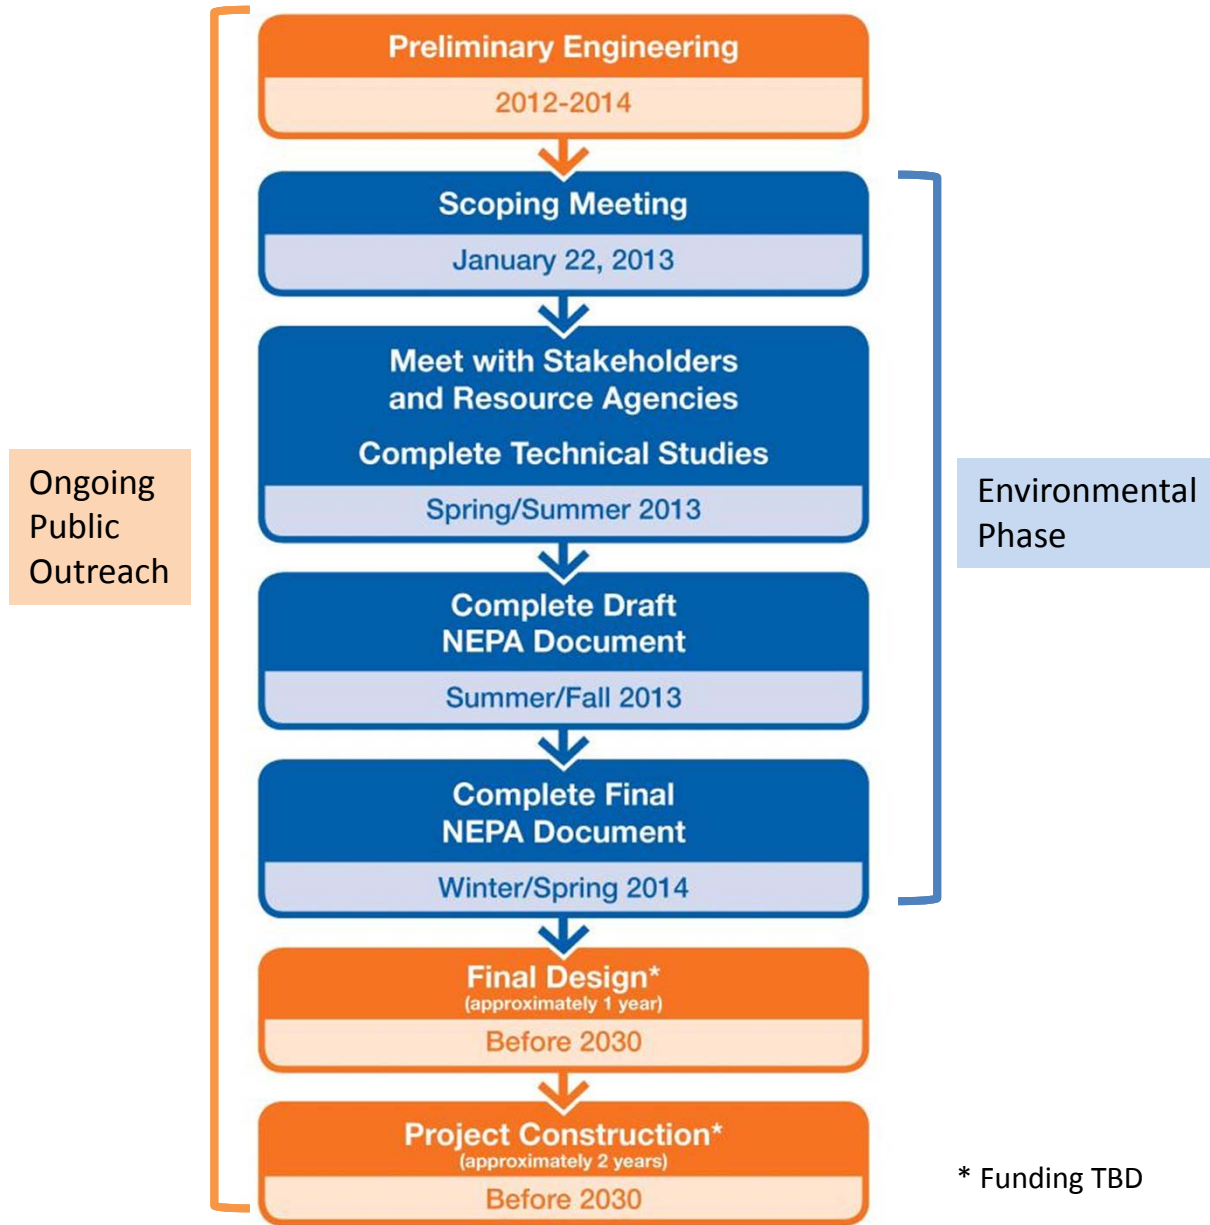 Preliminary Engineering
2012-2014
Scoping Meeting
January 22, 2013
Meet with Stakeholders
and Resource Agencies
Complete Technical Studies
Spring/Summer 2013
Ongoing
Public
Outreach
Environmental
Phase
Complete Draft
NEPA Document
Summer/Fall 2013
Complete Final
NEPA Document
Winter/Spring 2014
Final Design*
(approximately 1 year)
Before 2030
Project Construction*
(approximately 2 years)
Before 2030
* Funding TBD